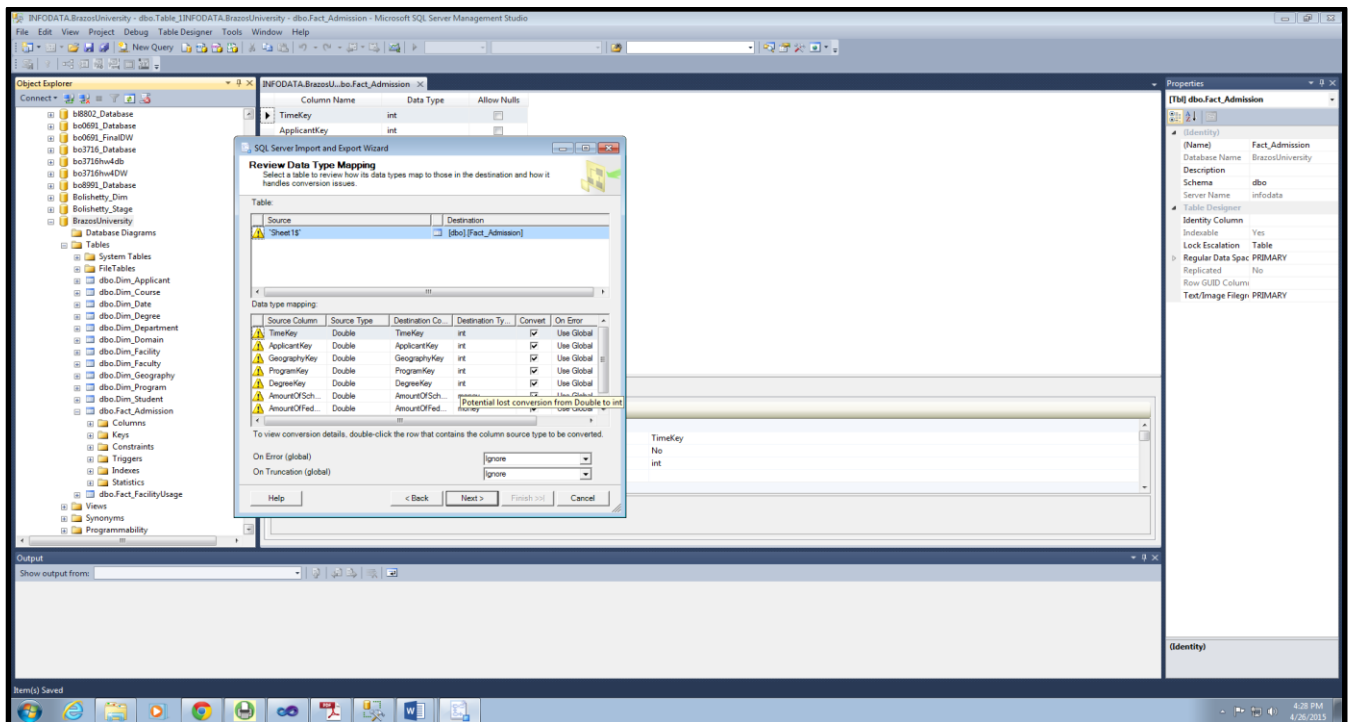 INFODATA.BrazosUniversity - dbo.Table_1INFODATA.BrazosUniversity - dbo.Fact_Admission - Microsoft SQL Server Management Studio
File Edit View Project Debug Table Designer Tools Window Help
New Query
Object Explorer
Connect
bl8802_Database
bo0691_Database
bo0691_FinalDW
bo3716_Database
bo3716hw4db
bo3716hw4DW
bo8991_Database
Bolishetty_Dim
Bolishetty_Stage
BrazosUniversity
Database Diagrams
Tables
System Tables
FileTables
dbo.Dim_Applicant
dbo.Dim_Course
dbo.Dim_Date
dbo.Dim_Degree
dbo.Dim_Department
dbo.Dim_Domain
dbo.Dim_Facility
dbo.Dim_Faculty
dbo.Dim_Geography
dbo.Dim_Program
dbo.Dim_Student
dbo.Fact_Admission
Columns
Keys
Constraints
Triggers
Indexes
Statistics
dbo.Fact_FacilityUsage
Views
Synonyms
Programmability
INFODATA.BrazosU...bo.Fact_Admission
Column Name Data Type Allow Nulls
TimeKey int
ApplicantKey int
SQL Server Import and Export Wizard
Review Data Type Mapping
Select a table to review how its data types map to those in the destination and how it
handles conversion issues.
Table:
Source Destination
`Sheet1$` [dbo].[Fact_Admission]
Data type mapping:
Source Column Source Type Destination Co... Destination Ty... Convert On Error
TimeKey Double TimeKey int Use Global
ApplicantKey Double ApplicantKey int Use Global
GeographyKey Double GeographyKey int Use Global
ProgramKey Double ProgramKey int Use Global
DegreeKey Double DegreeKey int Use Global
AmountOfSch... Double AmountOfSch... money Use Global
AmountOfFed... Double AmountOfFed... money Use Global
Potential lost conversion from Double to int
To view conversion details, double-click the row that contains the column source type to be converted.
On Error (global) Ignore
On Truncation (global) Ignore
Help < Back Next > Finish >>| Cancel
TimeKey
No
int
Properties
[Tbl] dbo.Fact_Admission
(Identity)
(Name) Fact_Admission
Database Name BrazosUniversity
Description
Schema dbo
Server Name infodata
Table Designer
Identity Column
Indexable Yes
Lock Escalation Table
Regular Data Spac PRIMARY
Replicated No
Row GUID Column
Text/Image Filegr PRIMARY
(Identity)
Output
Show output from:
Item(s) Saved
4:28 PM
4/26/2015